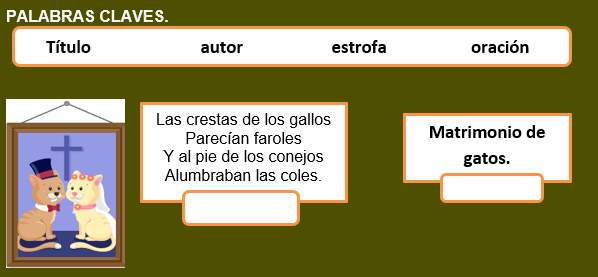 PALABRAS CLAVES.
Título autor estrofa oración
Las crestas de los gallos
Parecían faroles
Y al pie de los conejos
Alumbraban las coles.
Matrimonio de
gatos.